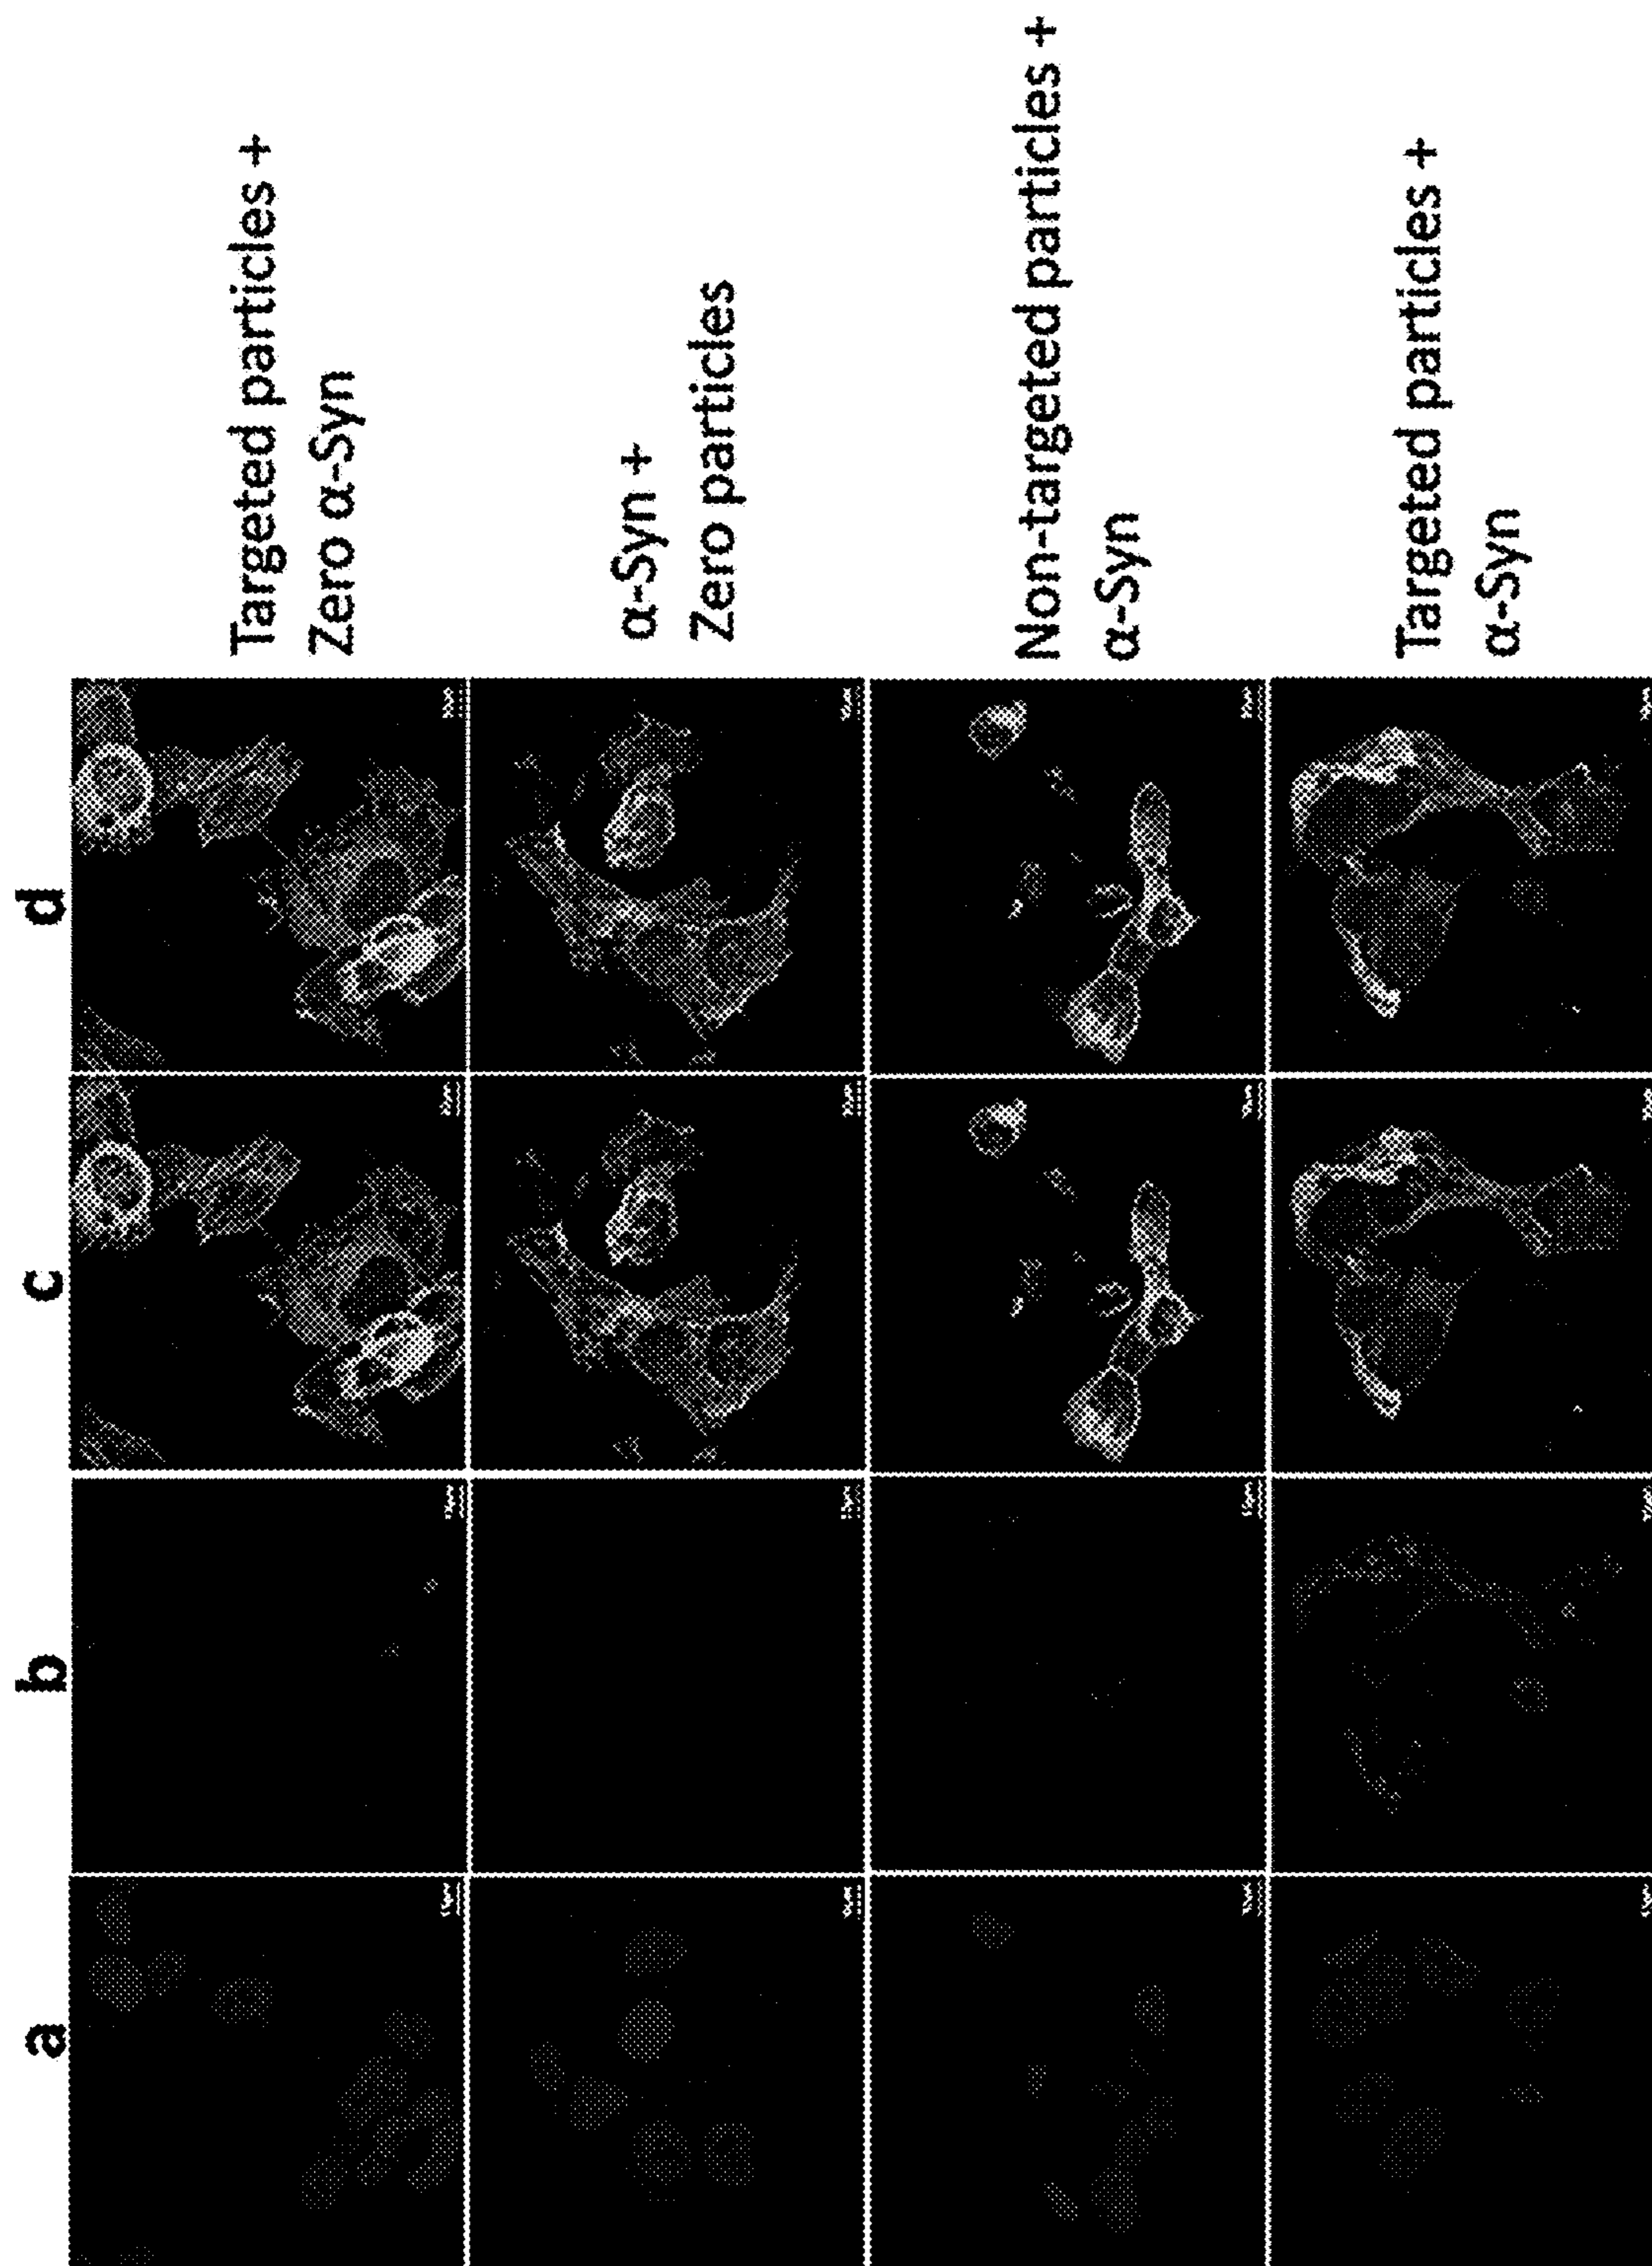 a b c d
Targeted particles +
Zero α-Syn
α-Syn +
Zero particles
Non-targeted particles +
α-Syn
Targeted particles +
α-Syn